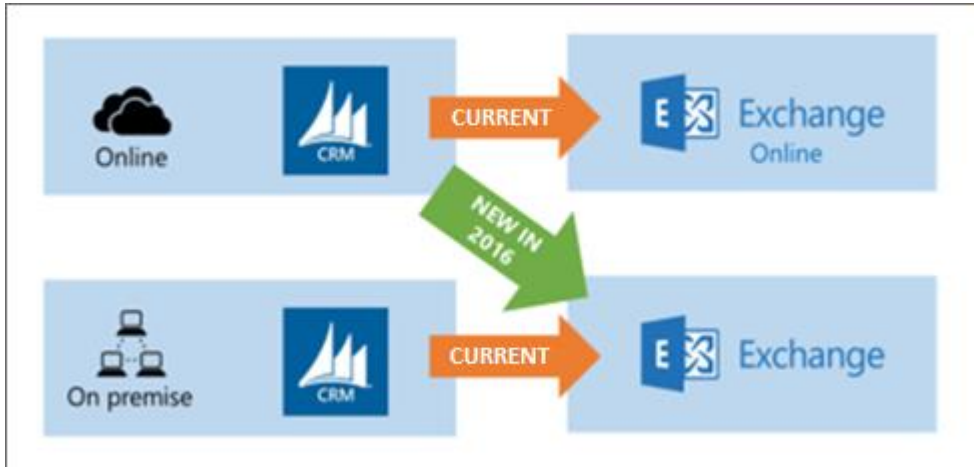 Online
CRM
CURRENT
E
Exchange
Online
NEW IN
2016
On premise
CRM
CURRENT
E
Exchange